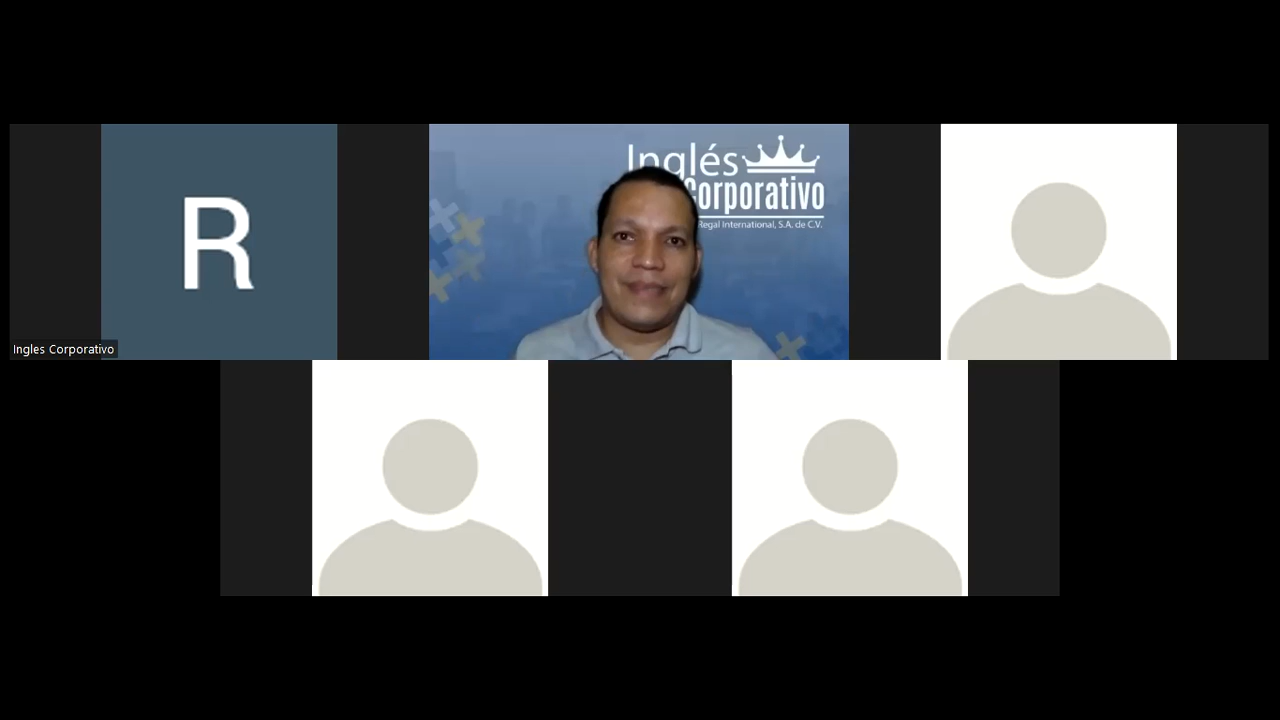 R
Ingles Corporativo
Inglés
Corporativo
Regal International, S.A. de C.V.